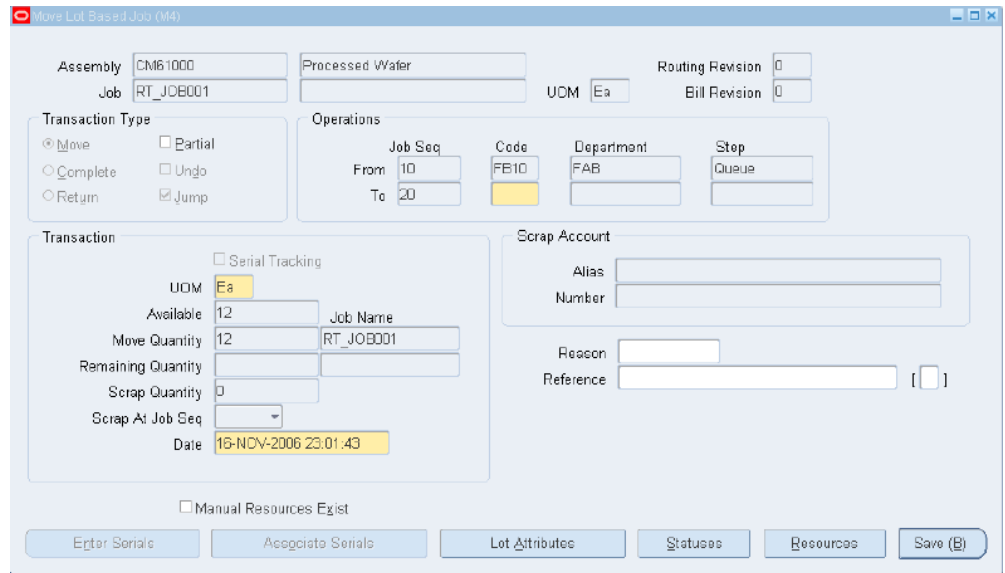 Move Lot Based Job (M4)
Assembly CM61000 Processed Wafer Routing Revision 0
Job RT_JOB001 UOM Ea Bill Revision 0
Transaction Type Operations
Move Partial Job Seq Code Department Step
Complete Undo From 10 FB10 FAB Queue
Return Jump To 20
Transaction Scrap Account
Serial Tracking Alias
UOM Ea Number
Available 12 Job Name
Move Quantity 12 RT_JOB001 Reason
Remaining Quantity Reference [ ]
Scrap Quantity 0
Scrap At Job Seq
Date 16-NOV-2006 23:01:43
Manual Resources Exist
Enter Serials Associate Serials Lot Attributes Statuses Resources Save (B)